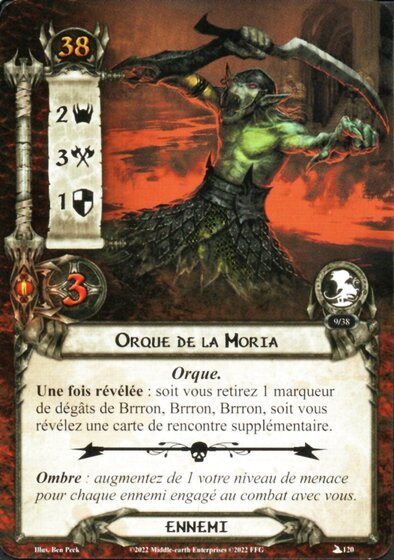 38
2
3
1
3
9/38
Orque de la Moria
Orque.
Une fois révélée : soit vous retirez 1 marqueur
de dégâts de Brrron, Brrron, Brrron, soit vous
révélez une carte de rencontre supplémentaire.
Ombre : augmentez de 1 votre niveau de menace
pour chaque ennemi engagé au combat avec vous.
ENNEMI
Illus. Ben Peck ©2022 Middle-earth Enterprises ©2022 FFG 120